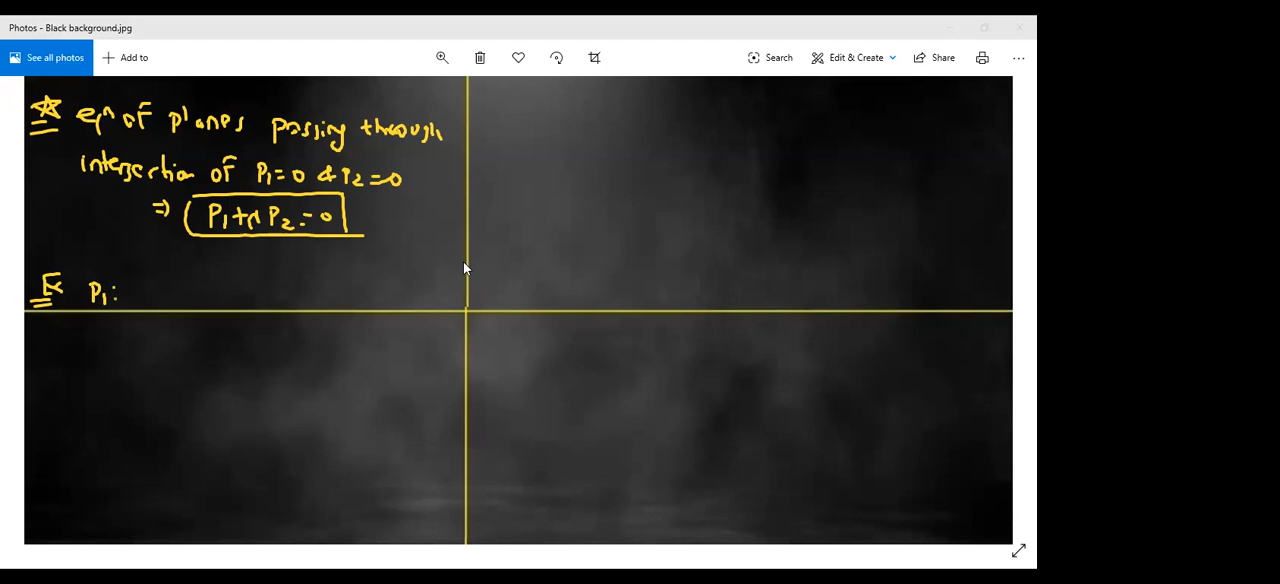 Photos - Black background.jpg
See all photos
Add to
Search
Edit & Create
Share
eqn of planes passing through
intersection of P1=0 & P2=0
⇒ P1+λP2=0
Ex P1: